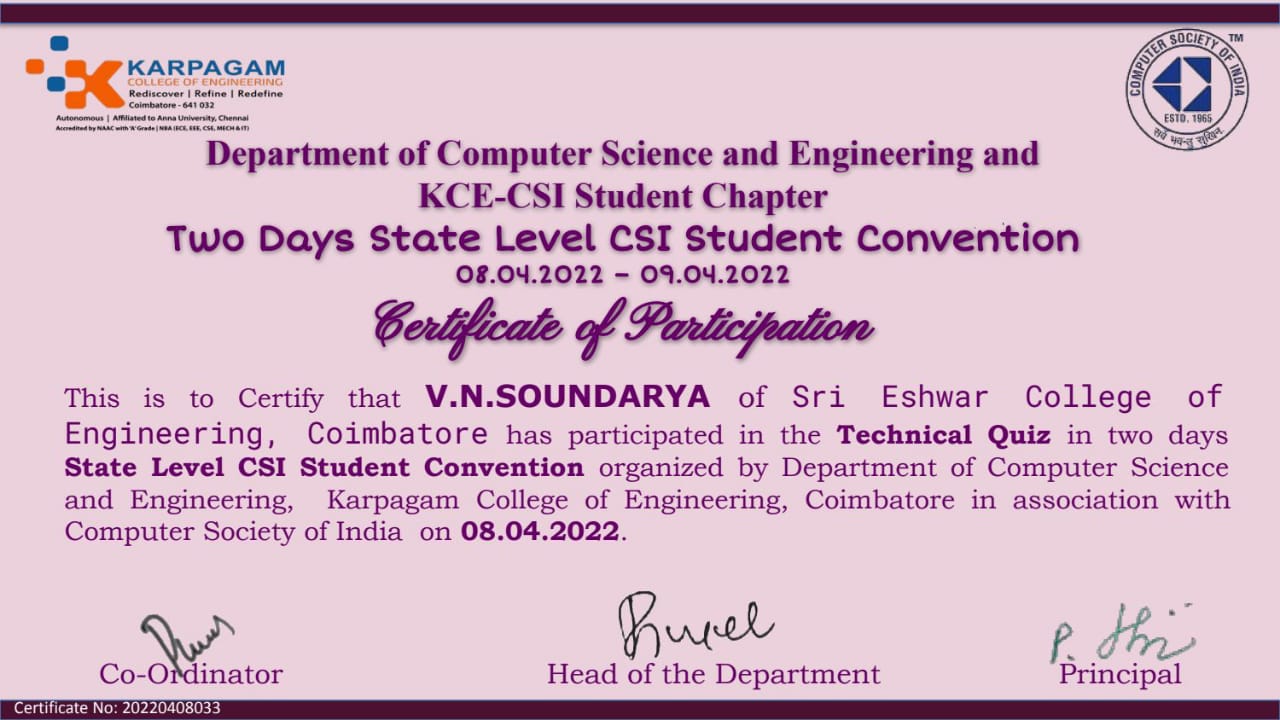 KARPAGAM
COLLEGE OF ENGINEERING
Rediscover | Refine | Redefine
Coimbatore - 641 032
Autonomous | Affiliated to Anna University, Chennai
Accredited by NAAC with 'A' Grade | NBA (ECE, EEE, CSE, MECH & IT)
COMPUTER SOCIETY OF INDIA
TM
ESTD. 1965
सर्वे भवन्तु सुखिनः
Department of Computer Science and Engineering and
KCE-CSI Student Chapter
Two Days State Level CSI Student Convention
08.04.2022 – 09.04.2022
Certificate of Participation
This is to Certify that V.N.SOUNDARYA of Sri Eshwar College of
Engineering, Coimbatore has participated in the Technical Quiz in two days
State Level CSI Student Convention organized by Department of Computer Science
and Engineering, Karpagam College of Engineering, Coimbatore in association with
Computer Society of India on 08.04.2022.
Co-Ordinator
Head of the Department
Principal
Certificate No: 20220408033